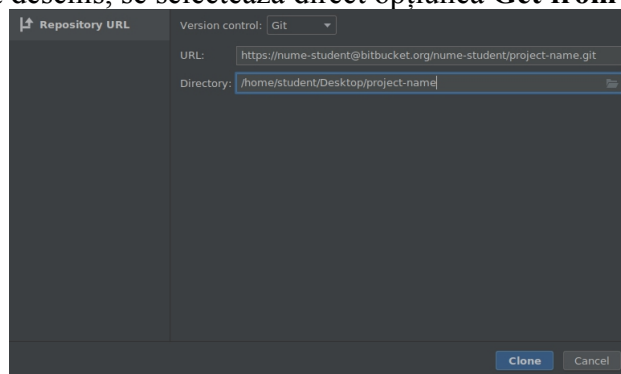 deschis, se selectează direct opțiunea Get from
Repository URL
Version control: Git
URL: https://nume-student@bitbucket.org/nume-student/project-name.git
Directory: /home/student/Desktop/project-name
Clone Cancel